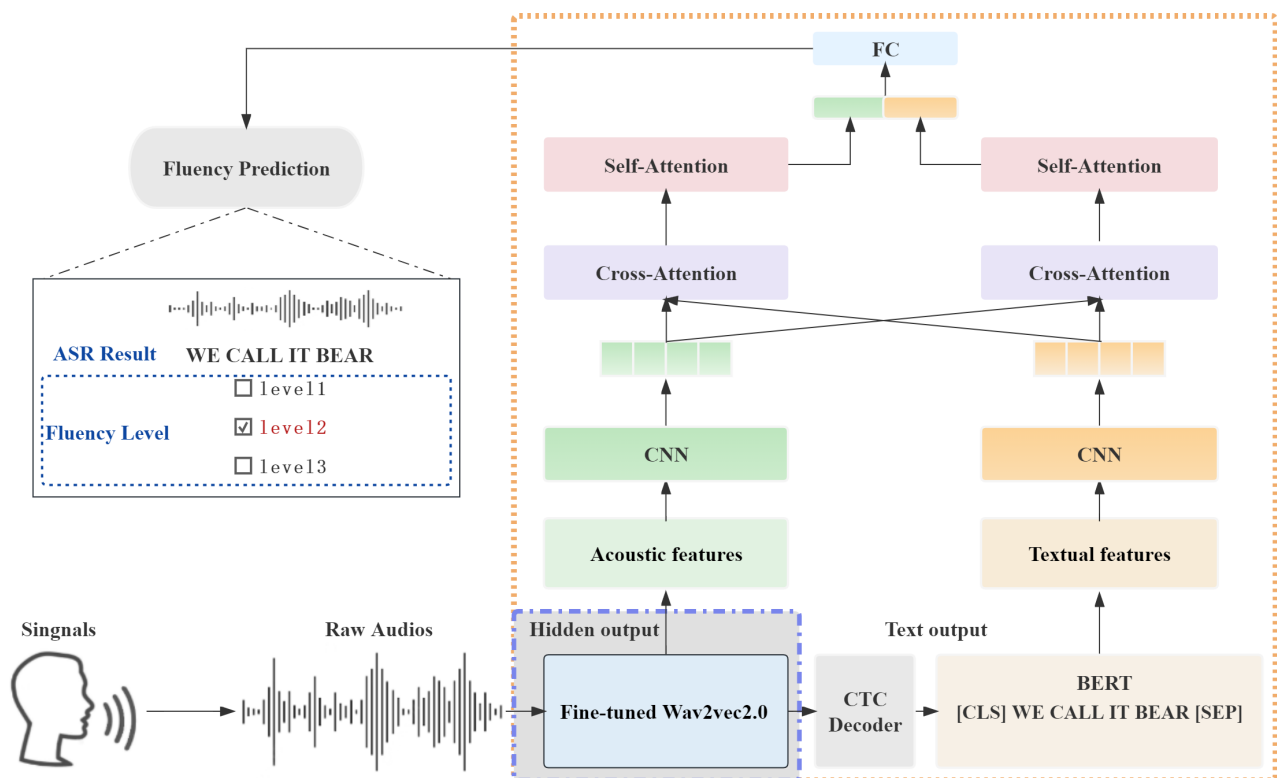 FC
Fluency Prediction
Self-Attention
Self-Attention
Cross-Attention
Cross-Attention
ASR Result
WE CALL IT BEAR
Fluency Level
level1
level2
level3
CNN
CNN
Acoustic features
Textual features
Singnals
Raw Audios
Hidden output
Text output
Fine-tuned Wav2vec2.0
CTC
Decoder
BERT
[CLS] WE CALL IT BEAR [SEP]